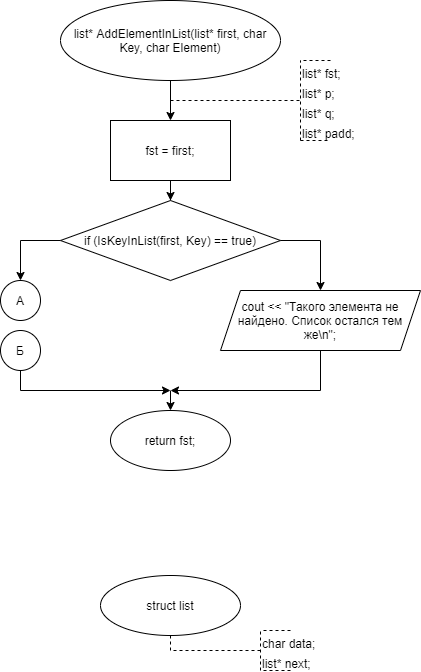 list* AddElementInList(list* first, char
Key, char Element)
list* fst;
list* p;
list* q;
list* padd;
fst = first;
if (IsKeyInList(first, Key) == true)
А
cout << "Такого элемента не
найдено. Список остался тем
же\n";
Б
return fst;
struct list
char data;
list* next;